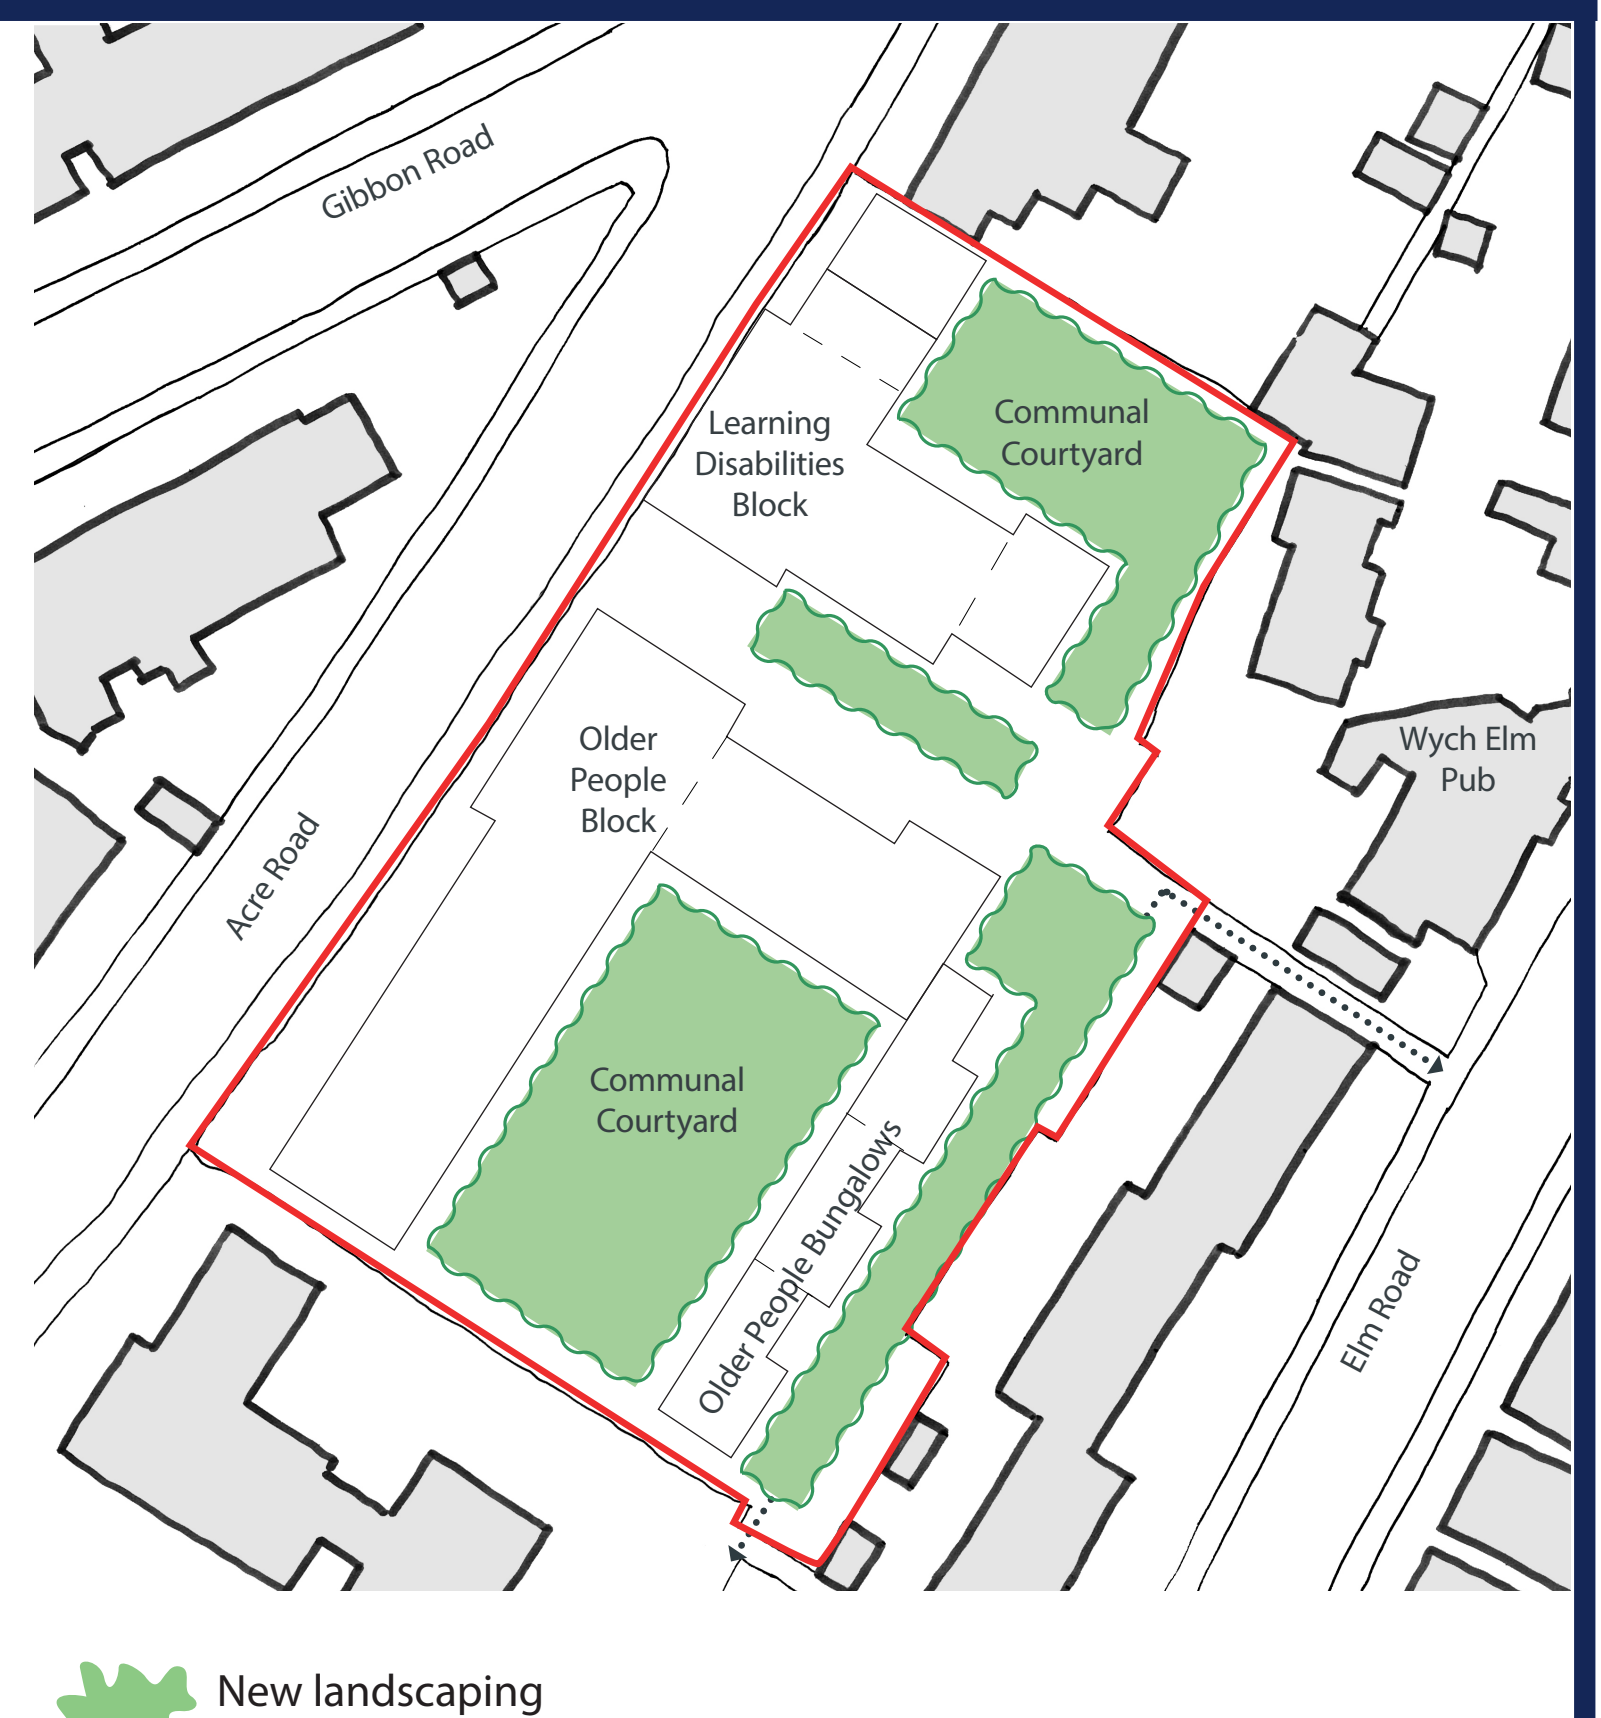 Gibbon Road
Communal
Courtyard
Learning
Disabilities
Block
Older
People
Block
Wych Elm
Pub
Acre Road
Communal
Courtyard
Older People Bungalows
Elm Road
New landscaping